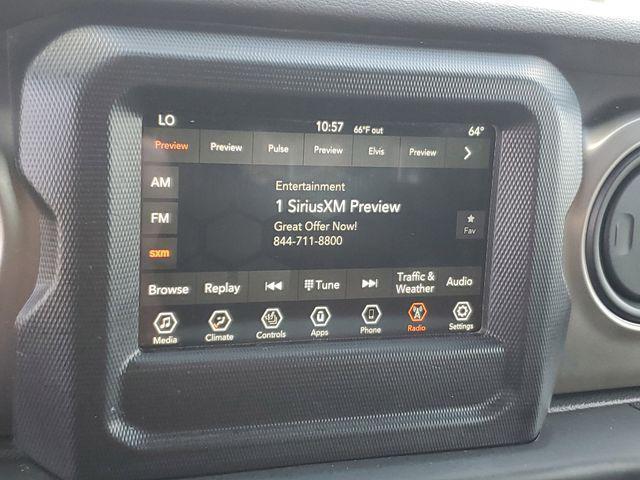 LO 10:57 66°F out 64°
Preview Preview Pulse Preview Elvis Preview
AM
FM
sxm
Entertainment
1 SiriusXM Preview
Great Offer Now!
844-711-8800
Fav
Browse Replay Tune Traffic & Weather Audio
Media Climate Controls Apps Phone Radio Settings